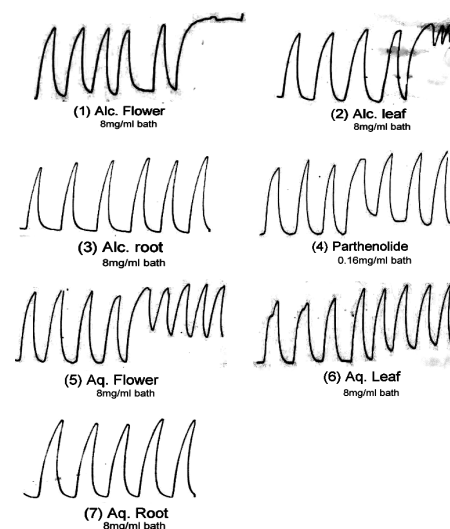 (1) Alc. Flower
8mg/ml bath
(2) Alc. leaf
8mg/ml bath
(3) Alc. root
8mg/ml bath
(4) Parthenolide
0.16mg/ml bath
(5) Aq. Flower
8mg/ml bath
(6) Aq. Leaf
8mg/ml bath
(7) Aq. Root
8mg/ml bath